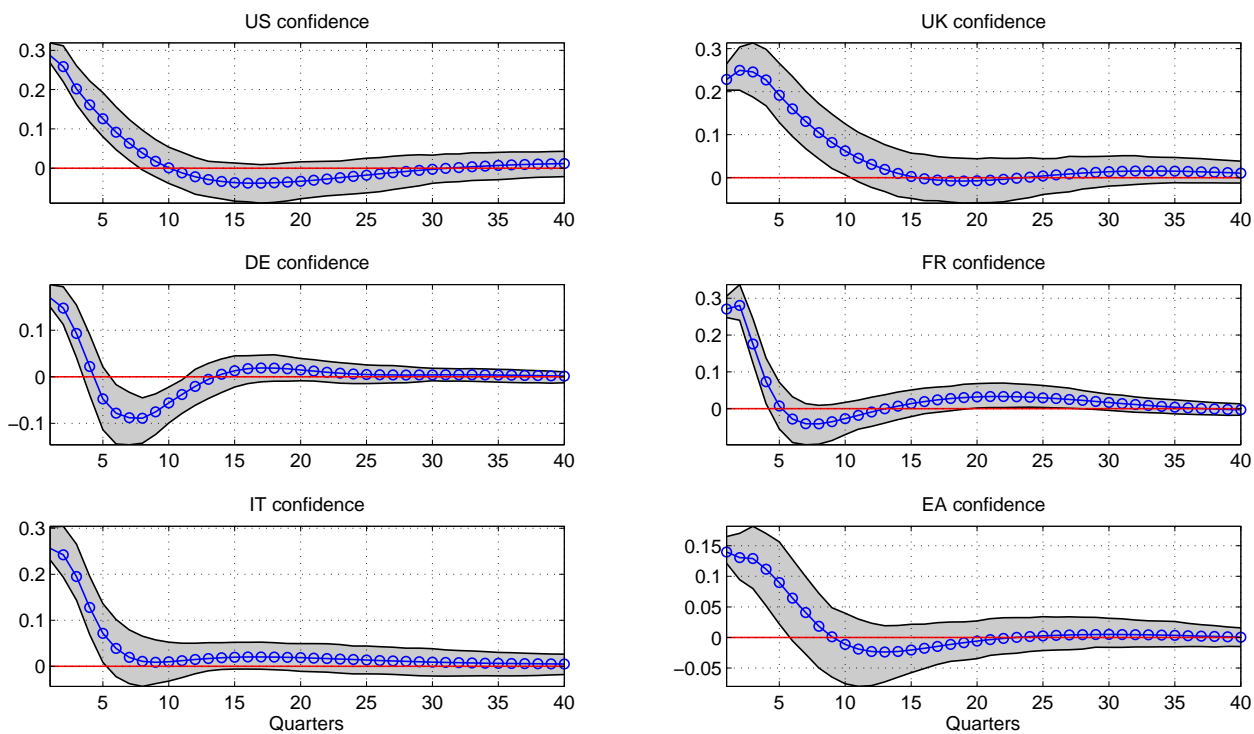 US confidence
0.3
0.2
0.1
0
5 10 15 20 25 30 35 40
UK confidence
0.3
0.2
0.1
0
5 10 15 20 25 30 35 40
DE confidence
0.1
0
−0.1
5 10 15 20 25 30 35 40
FR confidence
0.3
0.2
0.1
0
5 10 15 20 25 30 35 40
IT confidence
0.3
0.2
0.1
0
5 10 15 20 25 30 35 40
Quarters
EA confidence
0.15
0.1
0.05
0
−0.05
5 10 15 20 25 30 35 40
Quarters